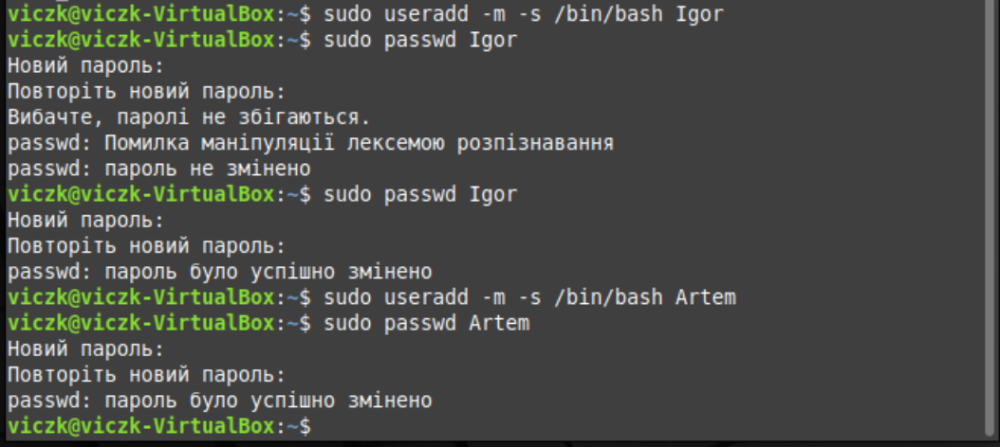 viczk@viczk-VirtualBox:~$ sudo useradd -m -s /bin/bash Igor
viczk@viczk-VirtualBox:~$ sudo passwd Igor
Новий пароль:
Повторіть новий пароль:
Вибачте, паролі не збігаються.
passwd: Помилка маніпуляції лексемою розпізнавання
passwd: пароль не змінено
viczk@viczk-VirtualBox:~$ sudo passwd Igor
Новий пароль:
Повторіть новий пароль:
passwd: пароль було успішно змінено
viczk@viczk-VirtualBox:~$ sudo useradd -m -s /bin/bash Artem
viczk@viczk-VirtualBox:~$ sudo passwd Artem
Новий пароль:
Повторіть новий пароль:
passwd: пароль було успішно змінено
viczk@viczk-VirtualBox:~$